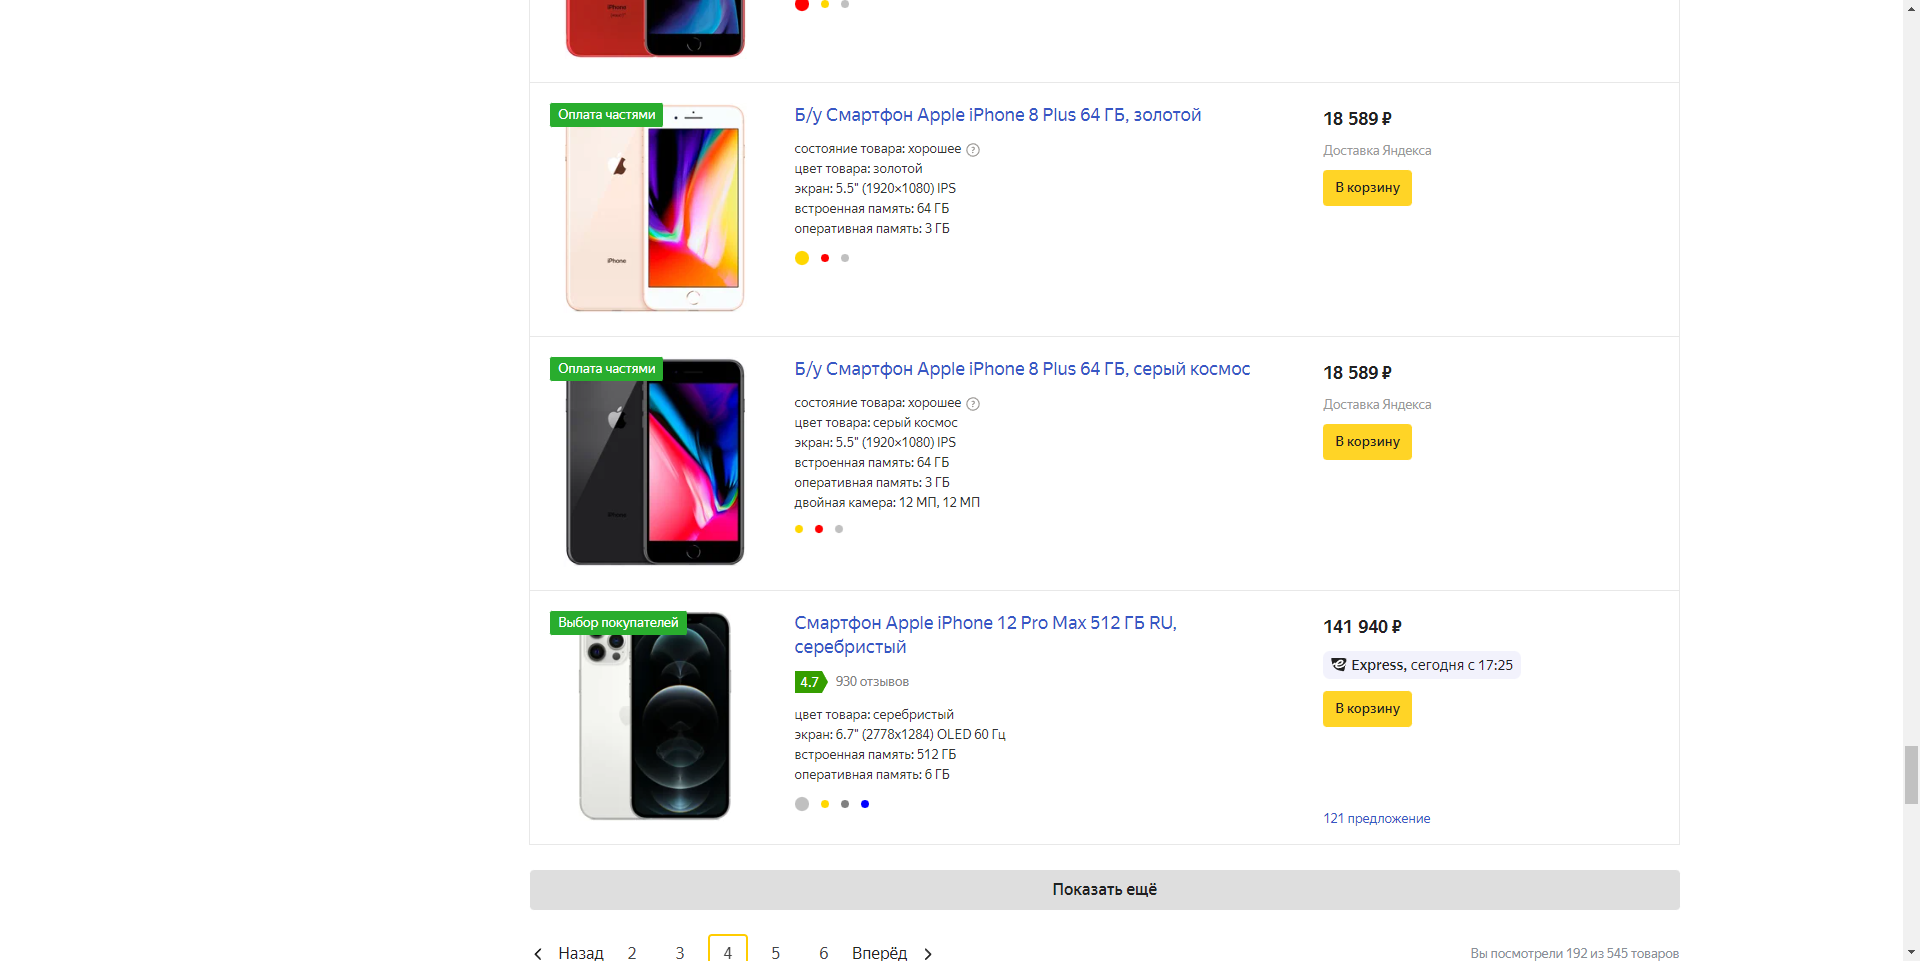 Оплата частями
Б/у Смартфон Apple iPhone 8 Plus 64 ГБ, золотой
состояние товара: хорошее ?
цвет товара: золотой
экран: 5.5" (1920×1080) IPS
встроенная память: 64 ГБ
оперативная память: 3 ГБ
18 589 ₽
Доставка Яндекса
В корзину
iPhone
Оплата частями
Б/у Смартфон Apple iPhone 8 Plus 64 ГБ, серый космос
состояние товара: хорошее ?
цвет товара: серый космос
экран: 5.5" (1920×1080) IPS
встроенная память: 64 ГБ
оперативная память: 3 ГБ
двойная камера: 12 МП, 12 МП
18 589 ₽
Доставка Яндекса
В корзину
iPhone
Выбор покупателей
Смартфон Apple iPhone 12 Pro Max 512 ГБ RU,
серебристый
4.7 930 отзывов
цвет товара: серебристый
экран: 6.7" (2778x1284) OLED 60 Гц
встроенная память: 512 ГБ
оперативная память: 6 ГБ
141 940 ₽
Express, сегодня с 17:25
В корзину
121 предложение
Показать ещё
Назад 2 3 4 5 6 Вперёд
Вы посмотрели 192 из 545 товаров